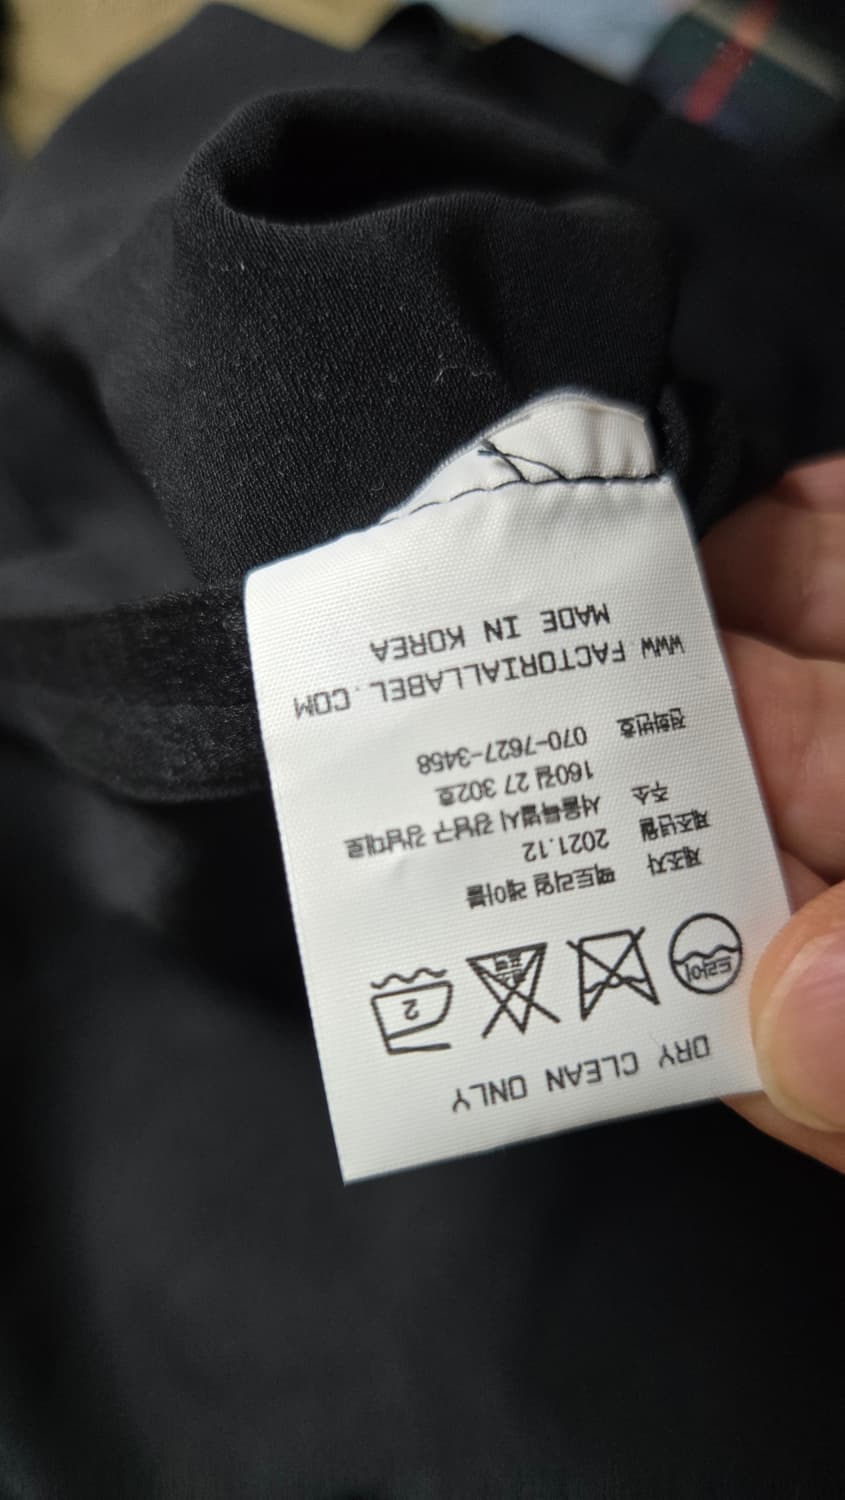 DRY CLEAN ONLY
드라이 2
제조자 팩토리얼 레이블
제조년월 2021.12
주소 서울특별시 강남구 강남대로
160길 27 302호
전화번호 070-7627-3458
WWW.FACTORIALLABEL.COM
MADE IN KOREA